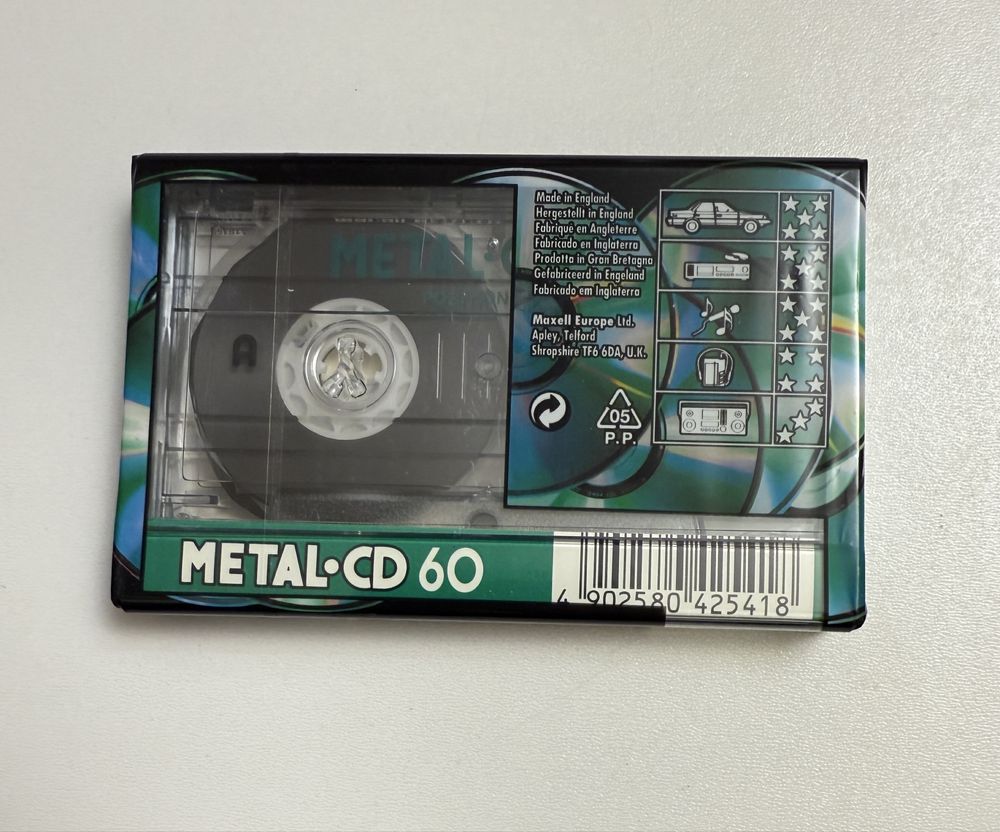 METAL·C
A
Made in England
Hergestellt in England
Fabriqué en Angleterre
Fabricado en Inglaterra
Prodotta in Gran Bretagna
Gefabriceerd in Engeland
Fabricado em Inglaterra
Maxell Europe Ltd.
Apley, Telford
Shropshire TF6 6DA, U.K.
05
P.P.
METAL·CD 60
4 902580 425418